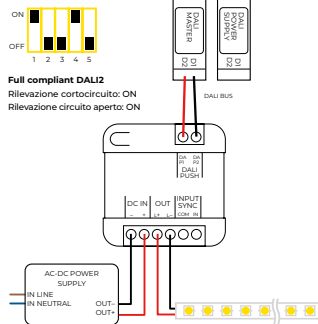 ON
OFF
1 2 3 4 5
Full compliant DALI2
Rilevazione cortocircuito: ON
Rilevazione circuito aperto: ON
DALI
MASTER
D2 D1
DALI
POWER
SUPPLY
D2 D1
DALI BUS
DA DA
P1 P2
DALI
PUSH
DC IN OUT INPUT
SYNC
– + L+ L– COM IN
AC-DC POWER
SUPPLY
IN LINE
IN NEUTRAL
OUT–
OUT+